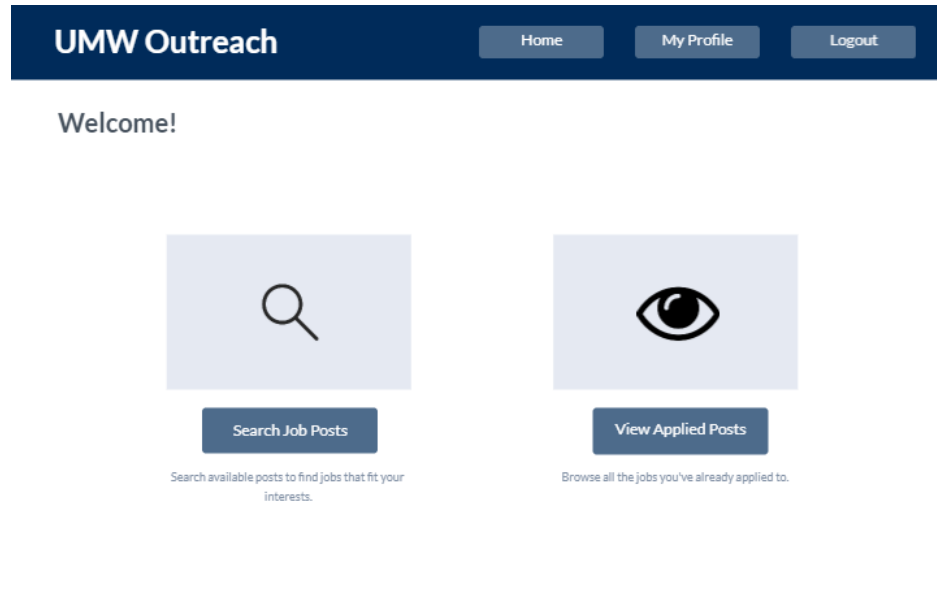 UMW Outreach
Home
My Profile
Logout
Welcome!
Search Job Posts
View Applied Posts
Search available posts to find jobs that fit your
interests.
Browse all the jobs you've already applied to.